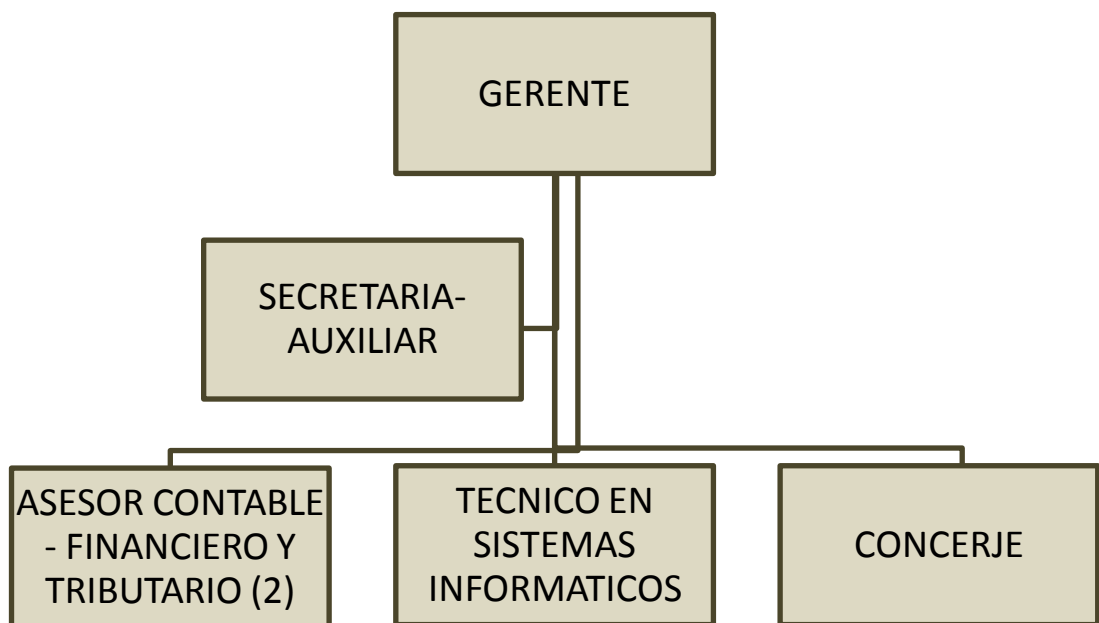 GERENTE
SECRETARIA-
AUXILIAR
ASESOR CONTABLE
- FINANCIERO Y
TRIBUTARIO (2)
TECNICO EN
SISTEMAS
INFORMATICOS
CONCERJE